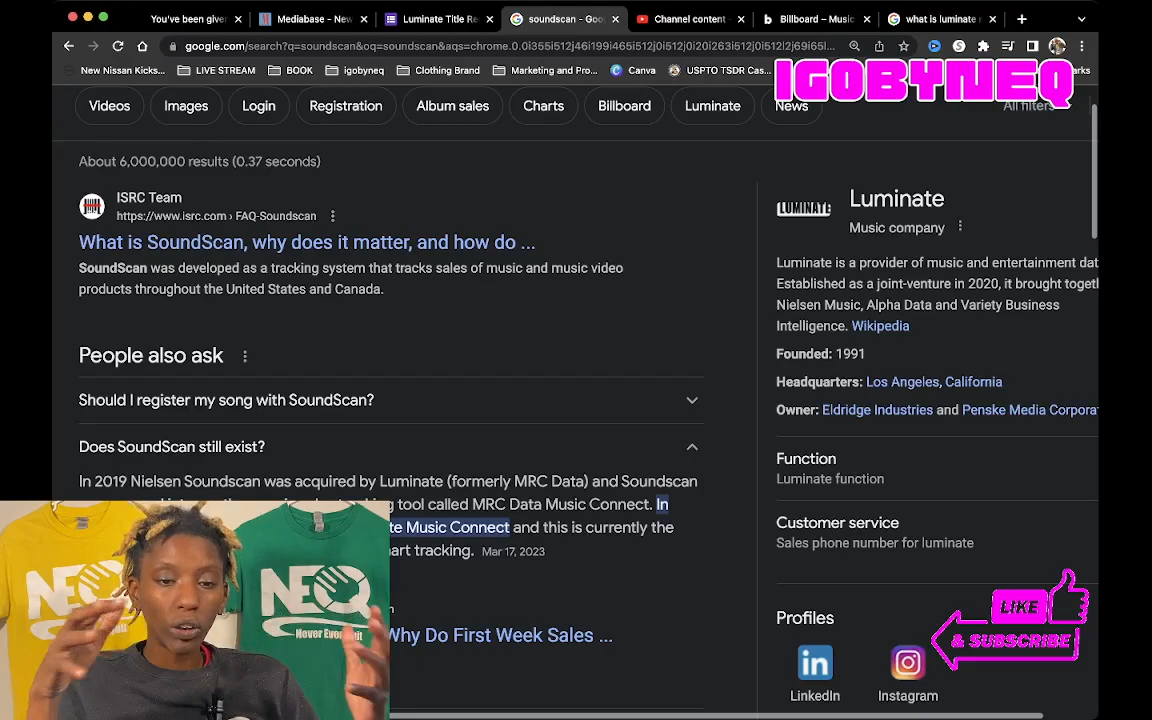 You've been giver
Mediabase - New
Luminate Title Re
soundscan - Goo
Channel content
Billboard – Music
what is luminate
google.com/search?q=soundscan&oq=soundscan&aqs=chrome.0.0i355i512j46i199i465i512j0i512j0i20i263i512j0i512l2j69i65l...
New Nissan Kicks...
LIVE STREAM
BOOK
igobyneq
Clothing Brand
Marketing and Pro...
Canva
USPTO TSDR Cas...
IGOBYNEQ
Videos
Images
Login
Registration
Album sales
Charts
Billboard
Luminate
News
All filters
About 6,000,000 results (0.37 seconds)
ISRC Team
https://www.isrc.com › FAQ-Soundscan
What is SoundScan, why does it matter, and how do ...
SoundScan was developed as a tracking system that tracks sales of music and music video
products throughout the United States and Canada.
People also ask
Should I register my song with SoundScan?
Does SoundScan still exist?
In 2019 Nielsen Soundscan was acquired by Luminate (formerly MRC Data) and Soundscan
g tool called MRC Data Music Connect. In
te Music Connect and this is currently the
art tracking. Mar 17, 2023
Why Do First Week Sales ...
LUMINATE
Luminate
Music company
Luminate is a provider of music and entertainment dat
Established as a joint-venture in 2020, it brought togeth
Nielsen Music, Alpha Data and Variety Business
Intelligence. Wikipedia
Founded: 1991
Headquarters: Los Angeles, California
Owner: Eldridge Industries and Penske Media Corpora
Function
Luminate function
Customer service
Sales phone number for luminate
Profiles
LinkedIn
Instagram
LIKE
& SUBSCRIBE
NEQ
you
NEQ
Never Ever Quit